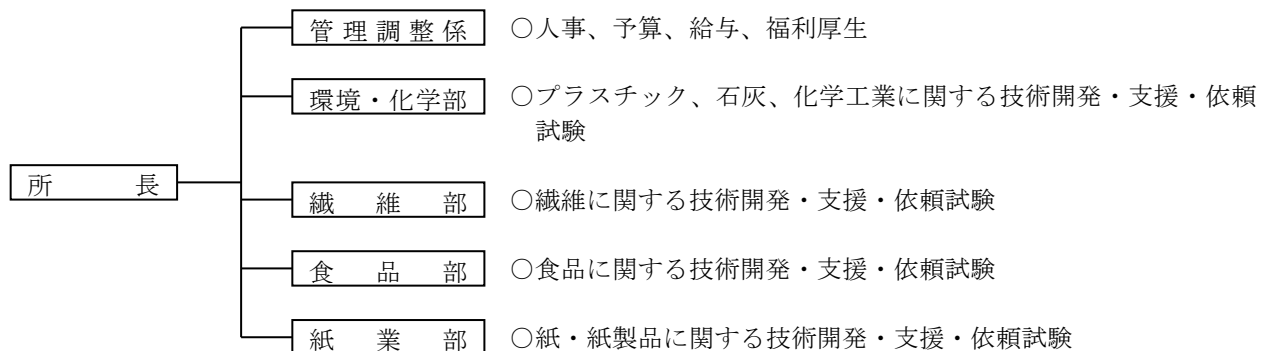 管理調整係 ○人事、予算、給与、福利厚生
環境・化学部 ○プラスチック、石灰、化学工業に関する技術開発・支援・依頼
試験
所長
繊維部 ○繊維に関する技術開発・支援・依頼試験
食品部 ○食品に関する技術開発・支援・依頼試験
紙業部 ○紙・紙製品に関する技術開発・支援・依頼試験